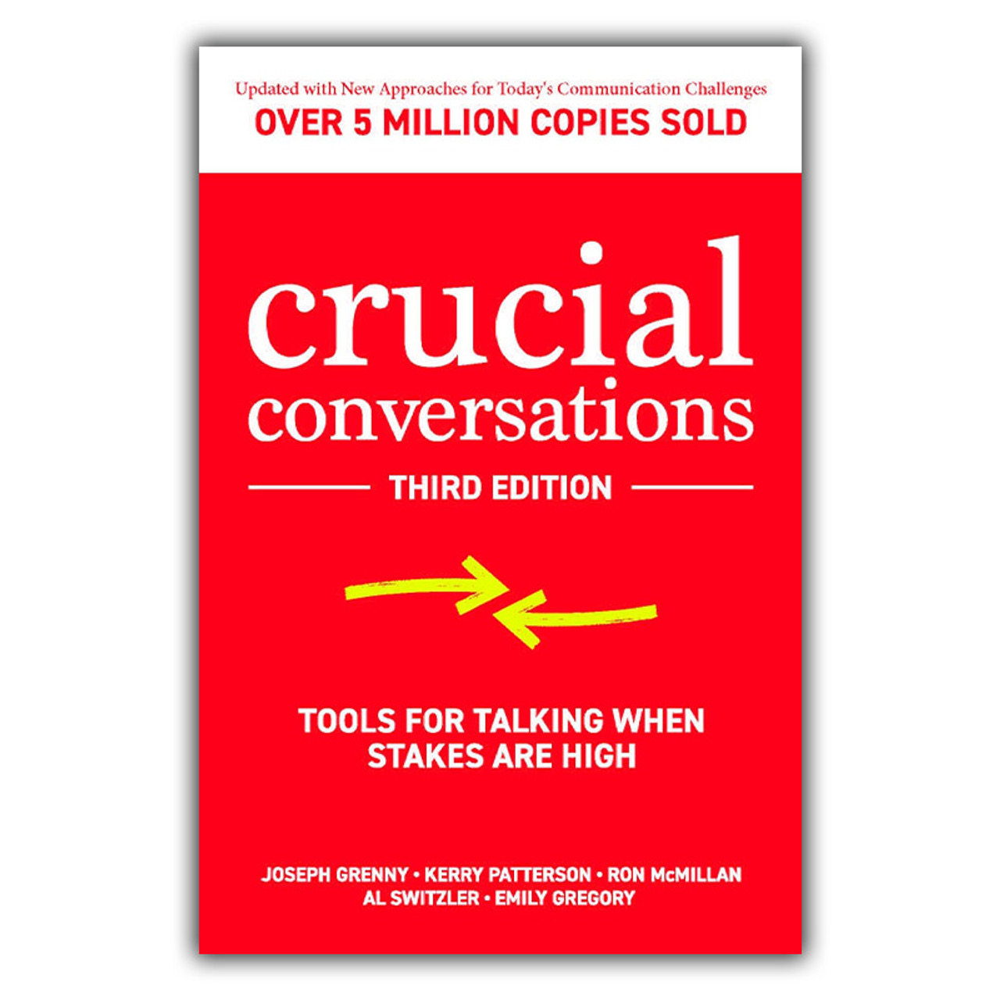 Updated with New Approaches for Today's Communication Challenges
OVER 5 MILLION COPIES SOLD
crucial
conversations
THIRD EDITION
TOOLS FOR TALKING WHEN
STAKES ARE HIGH
JOSEPH GRENNY • KERRY PATTERSON • RON McMILLAN
AL SWITZLER • EMILY GREGORY